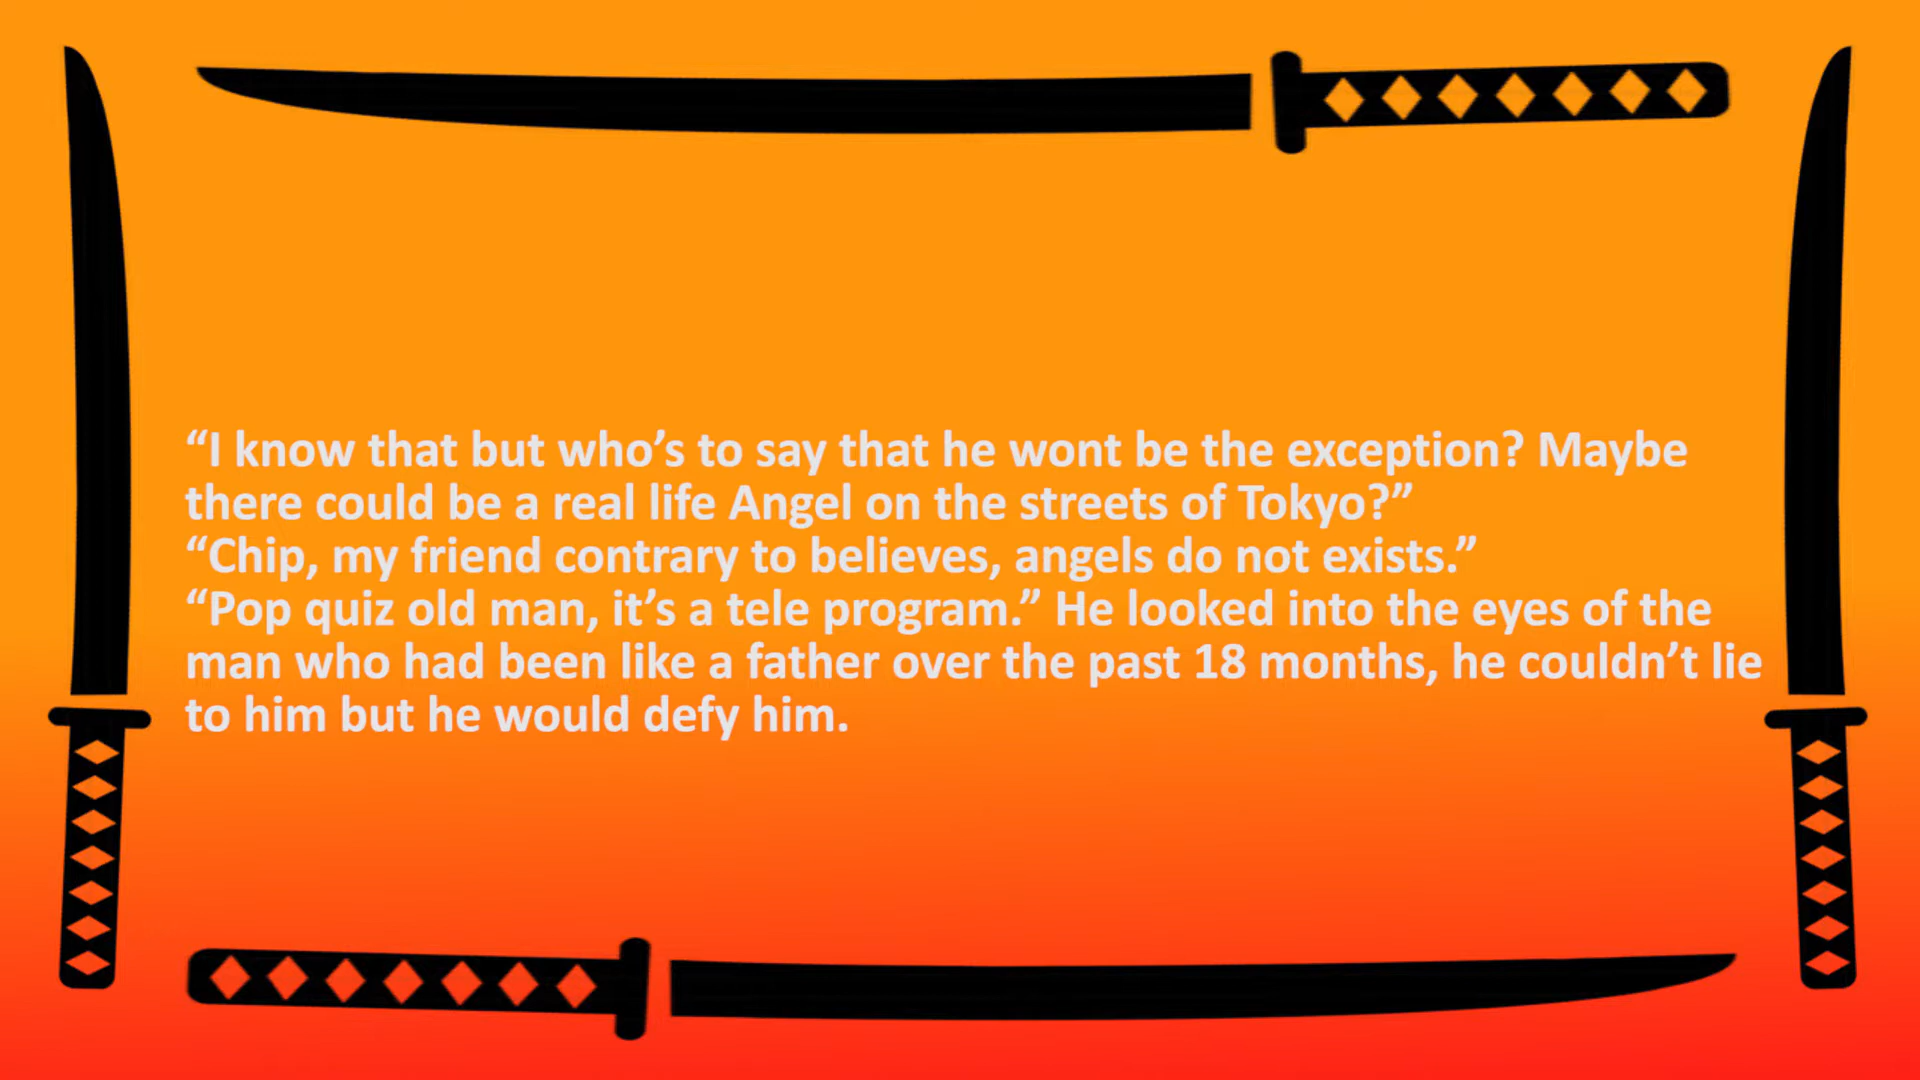 “I know that but who’s to say that he wont be the exception? Maybe
there could be a real life Angel on the streets of Tokyo?”
“Chip, my friend contrary to believes, angels do not exists.”
“Pop quiz old man, it’s a tele program.” He looked into the eyes of the
man who had been like a father over the past 18 months, he couldn’t lie
to him but he would defy him.